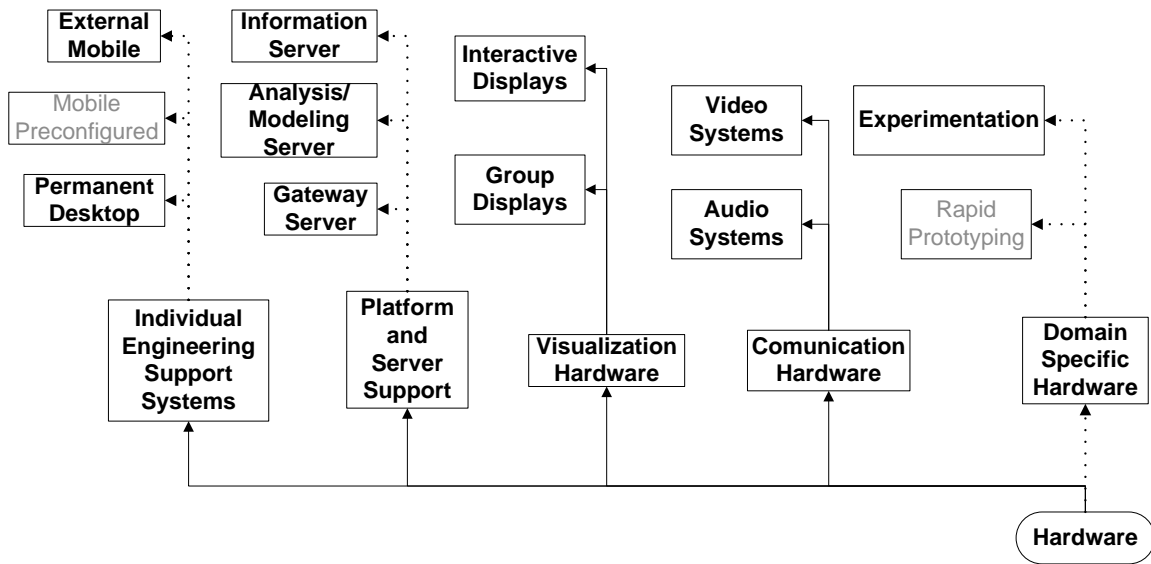 External
Mobile
Mobile
Preconfigured
Permanent
Desktop
Information
Server
Analysis/
Modeling
Server
Gateway
Server
Interactive
Displays
Group
Displays
Video
Systems
Audio
Systems
Experimentation
Rapid
Prototyping
Individual
Engineering
Support
Systems
Platform
and
Server
Support
Visualization
Hardware
Comunication
Hardware
Domain
Specific
Hardware
Hardware